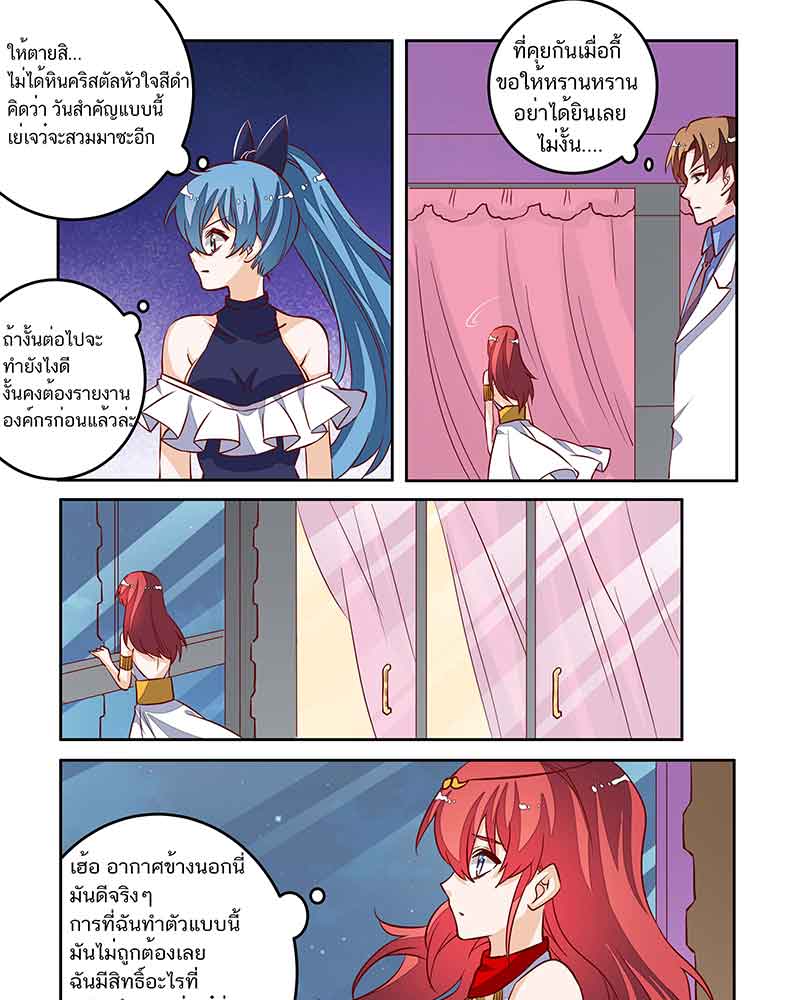 ให้ตายสิ...
ไม่ได้หินคริสตัลหัวใจสีดำ
คิดว่า วันสำคัญแบบนี้
เย่เจว๋จะสวมมาซะอีก
ถ้างั้นต่อไปจะ
ทำยังไงดี
งั้นคงต้องรายงาน
องค์กรก่อนแล้วล่ะ
ที่คุยกันเมื่อกี้
ขอให้หรานหราน
อย่าได้ยินเลย
ไม่งั้น....
เฮ้อ อากาศข้างนอกนี่
มันดีจริงๆ
การที่ฉันทำตัวแบบนี้
มันไม่ถูกต้องเลย
ฉันมีสิทธิ์อะไรที่